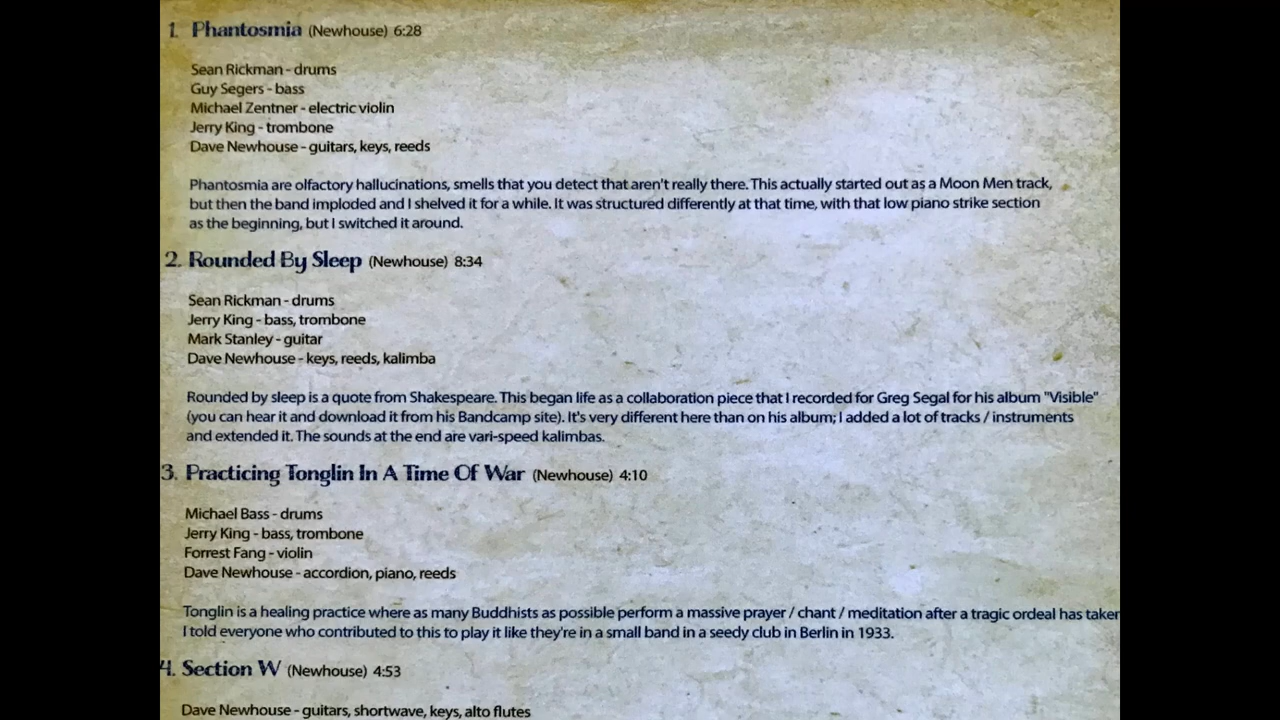 1. Phantosmia (Newhouse) 6:28
Sean Rickman - drums
Guy Segers - bass
Michael Zentner - electric violin
Jerry King - trombone
Dave Newhouse - guitars, keys, reeds
Phantosmia are olfactory hallucinations, smells that you detect that aren't really there. This actually started out as a Moon Men track,
but then the band imploded and I shelved it for a while. It was structured differently at that time, with that low piano strike section
as the beginning, but I switched it around.
2. Rounded By Sleep (Newhouse) 8:34
Sean Rickman - drums
Jerry King - bass, trombone
Mark Stanley - guitar
Dave Newhouse - keys, reeds, kalimba
Rounded by sleep is a quote from Shakespeare. This began life as a collaboration piece that I recorded for Greg Segal for his album "Visible"
(you can hear it and download it from his Bandcamp site). It's very different here than on his album; I added a lot of tracks / instruments
and extended it. The sounds at the end are vari-speed kalimbas.
3. Practicing Tonglin In A Time Of War (Newhouse) 4:10
Michael Bass - drums
Jerry King - bass, trombone
Forrest Fang - violin
Dave Newhouse - accordion, piano, reeds
Tonglin is a healing practice where as many Buddhists as possible perform a massive prayer / chant / meditation after a tragic ordeal has taken
I told everyone who contributed to this to play it like they're in a small band in a seedy club in Berlin in 1933.
4. Section W (Newhouse) 4:53
Dave Newhouse - guitars, shortwave, keys, alto flutes